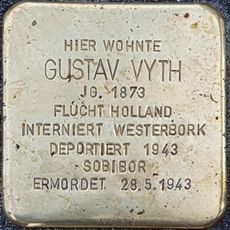 HIER WOHNTE
GUSTAV VYTH
JG. 1873
FLUCHT HOLLAND
INTERNIERT WESTERBORK
DEPORTIERT 1943
SOBIBOR
ERMORDET 28.5.1943